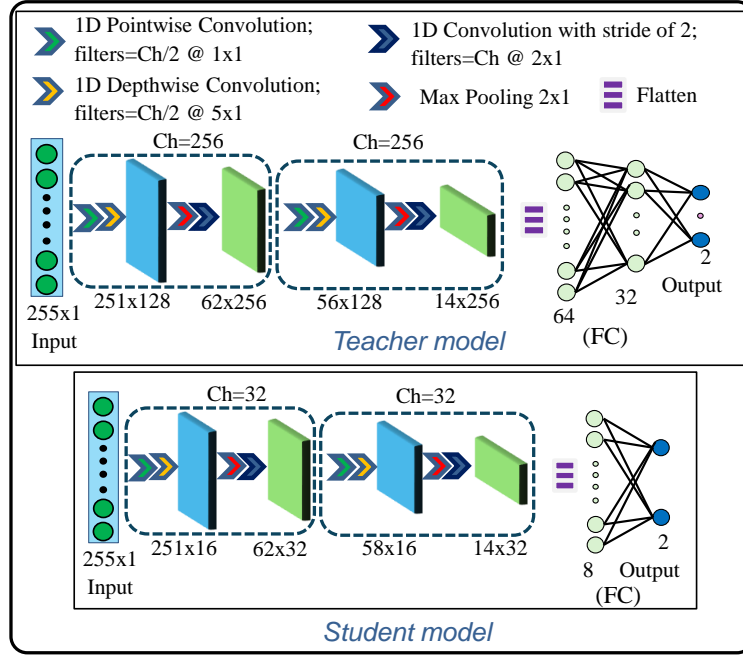 1D Pointwise Convolution;
filters=Ch/2 @ 1x1
1D Convolution with stride of 2;
filters=Ch @ 2x1
1D Depthwise Convolution;
filters=Ch/2 @ 5x1
Max Pooling 2x1
Flatten
Ch=256
Ch=256
251x128
62x256
56x128
14x256
255x1
Input
64
32
2
Output
(FC)
Teacher model
Ch=32
Ch=32
251x16
62x32
58x16
14x32
255x1
Input
8
2
Output
(FC)
Student model